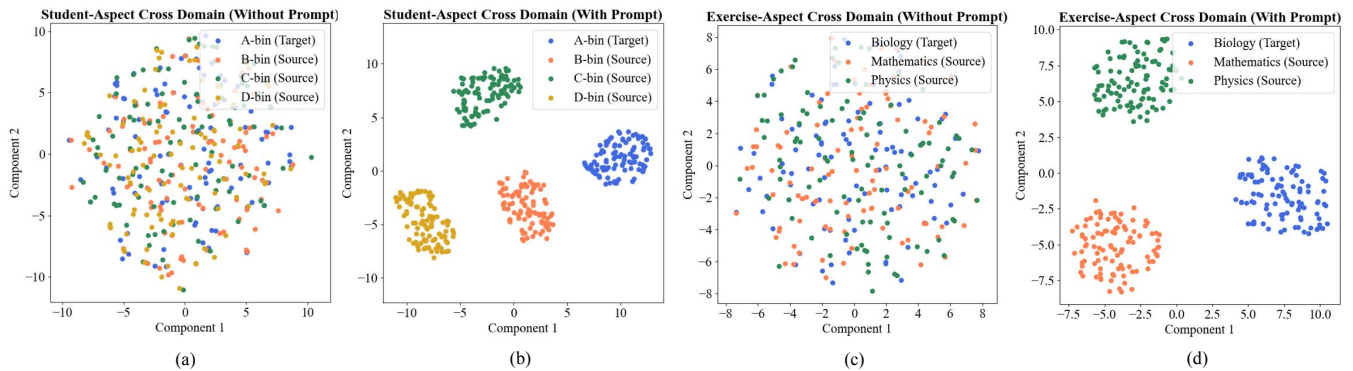 Student-Aspect Cross Domain (Without Prompt)
A-bin (Target)
B-bin (Source)
C-bin (Source)
D-bin (Source)
10
5
0
−5
−10
Component 2
−10
−5
0
5
10
Component 1
(a)
Student-Aspect Cross Domain (With Prompt)
A-bin (Target)
B-bin (Source)
C-bin (Source)
D-bin (Source)
10
5
0
−5
−10
Component 2
−10
−5
0
5
10
Component 1
(b)
Exercise-Aspect Cross Domain (Without Prompt)
Biology (Target)
Mathematics (Source)
Physics (Source)
8
6
4
2
0
−2
−4
−6
−8
Component 2
−8
−6
−4
−2
0
2
4
6
8
Component 1
(c)
Exercise-Aspect Cross Domain (With Prompt)
Biology (Target)
Mathematics (Source)
Physics (Source)
10.0
7.5
5.0
2.5
0.0
−2.5
−5.0
−7.5
Component 2
−7.5
−5.0
−2.5
0.0
2.5
5.0
7.5
10.0
Component 1
(d)